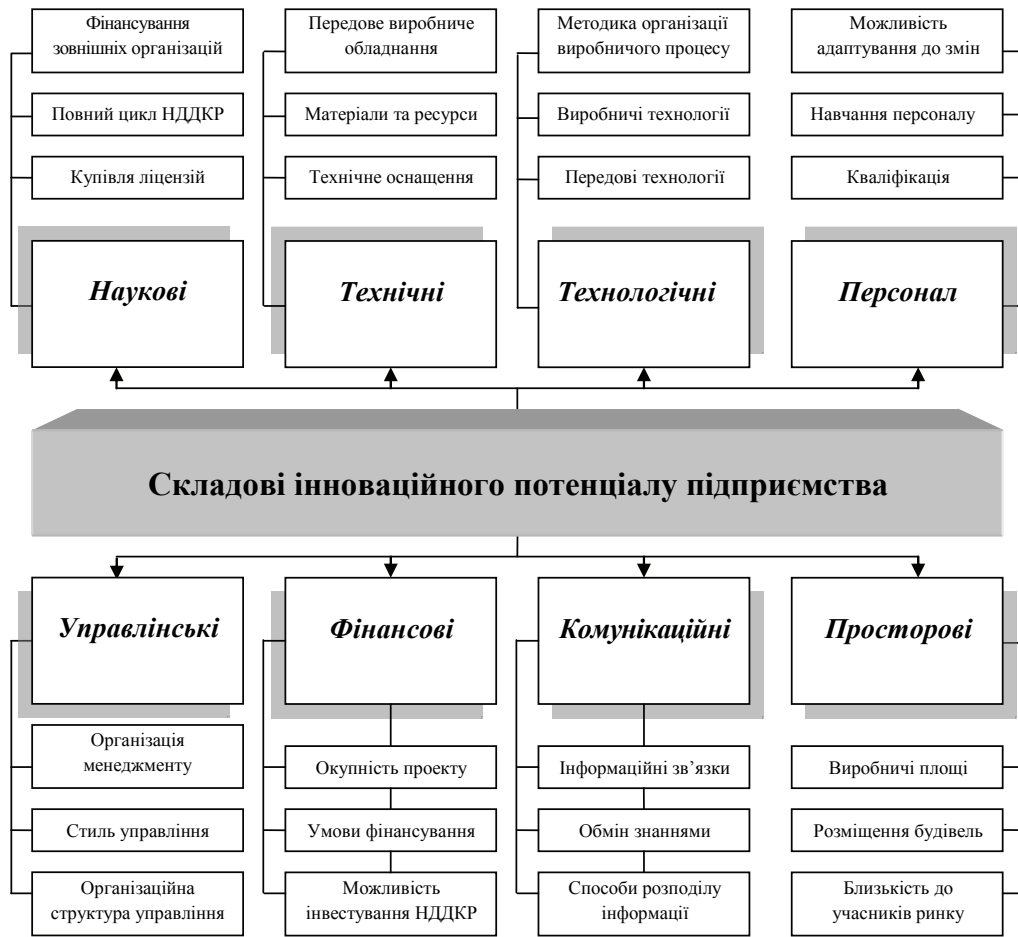 Фінансування
зовнішніх організацій
Передове виробниче
обладнання
Методика організації
виробничого процесу
Можливість
адаптування до змін
Повний цикл НДДКР
Матеріали та ресурси
Виробничі технології
Навчання персоналу
Купівля ліцензій
Технічне оснащення
Передові технології
Кваліфікація
Наукові
Технічні
Технологічні
Персонал
Складові інноваційного потенціалу підприємства
Управлінські
Фінансові
Комунікаційні
Просторові
Організація
менеджменту
Окупність проекту
Інформаційні зв’язки
Виробничі площі
Стиль управління
Умови фінансування
Обмін знаннями
Розміщення будівель
Організаційна
структура управління
Можливість
інвестування НДДКР
Способи розподілу
інформації
Близькість до
учасників ринку